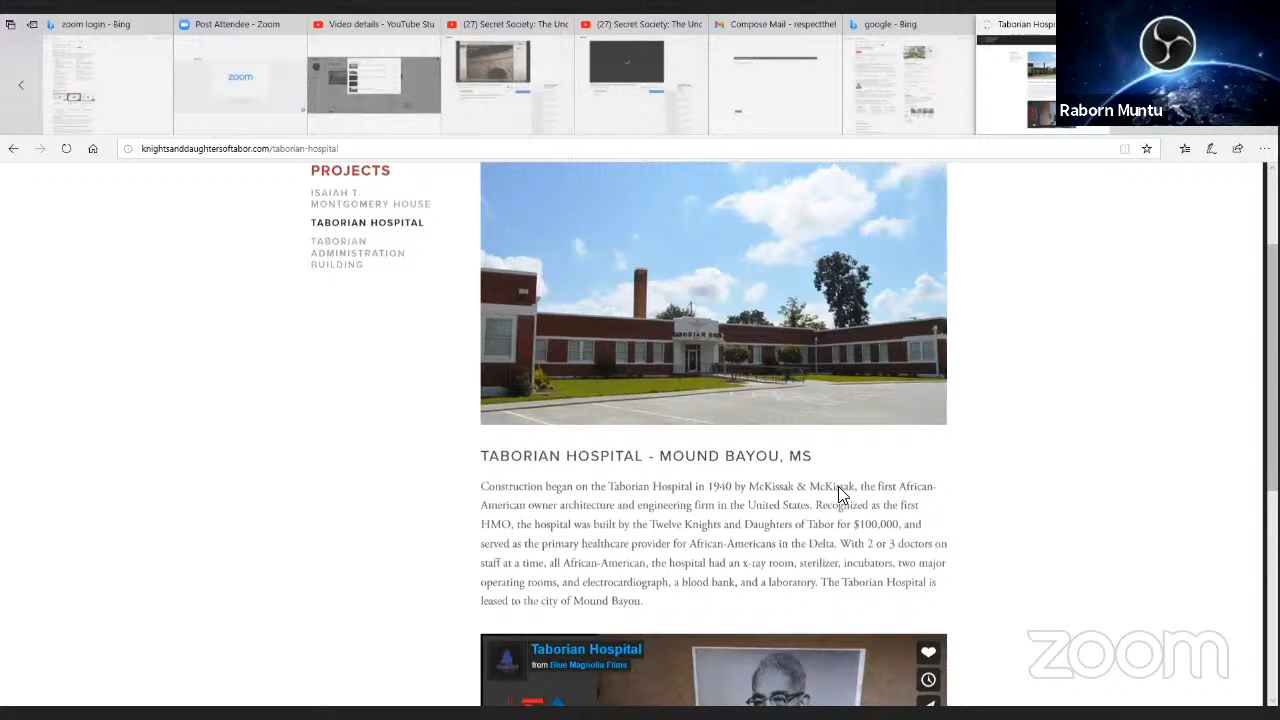 zoom - Bing
Post Attendee - Zoom
Video details - YouTube Stu
(27) Secret Society: The Unc
(27) Secret Society: The Unc
Compose Mail - respectthel
google - Bing
Taborian Hosp
zoom
Raborn Muntu
knightsanddaughtersoftabor.com/taborian-hospital
PROJECTS
ISAIAH T.
MONTGOMERY HOUSE
TABORIAN HOSPITAL
TABORIAN
ADMINISTRATION
BUILDING
TABORIAN HOSPITAL - MOUND BAYOU, MS
Construction began on the Taborian Hospital in 1940 by McKissak & McKissak, the first African-
American owner architecture and engineering firm in the United States. Recognized as the first
HMO, the hospital was built by the Twelve Knights and Daughters of Tabor for $100,000, and
served as the primary healthcare provider for African-Americans in the Delta. With 2 or 3 doctors on
staff at a time, all African-American, the hospital had an x-ray room, sterilizer, incubators, two major
operating rooms, and electrocardiograph, a blood bank, and a laboratory. The Taborian Hospital is
leased to the city of Mound Bayou.
Taborian Hospital
from Blue Magnolia Films
zoom